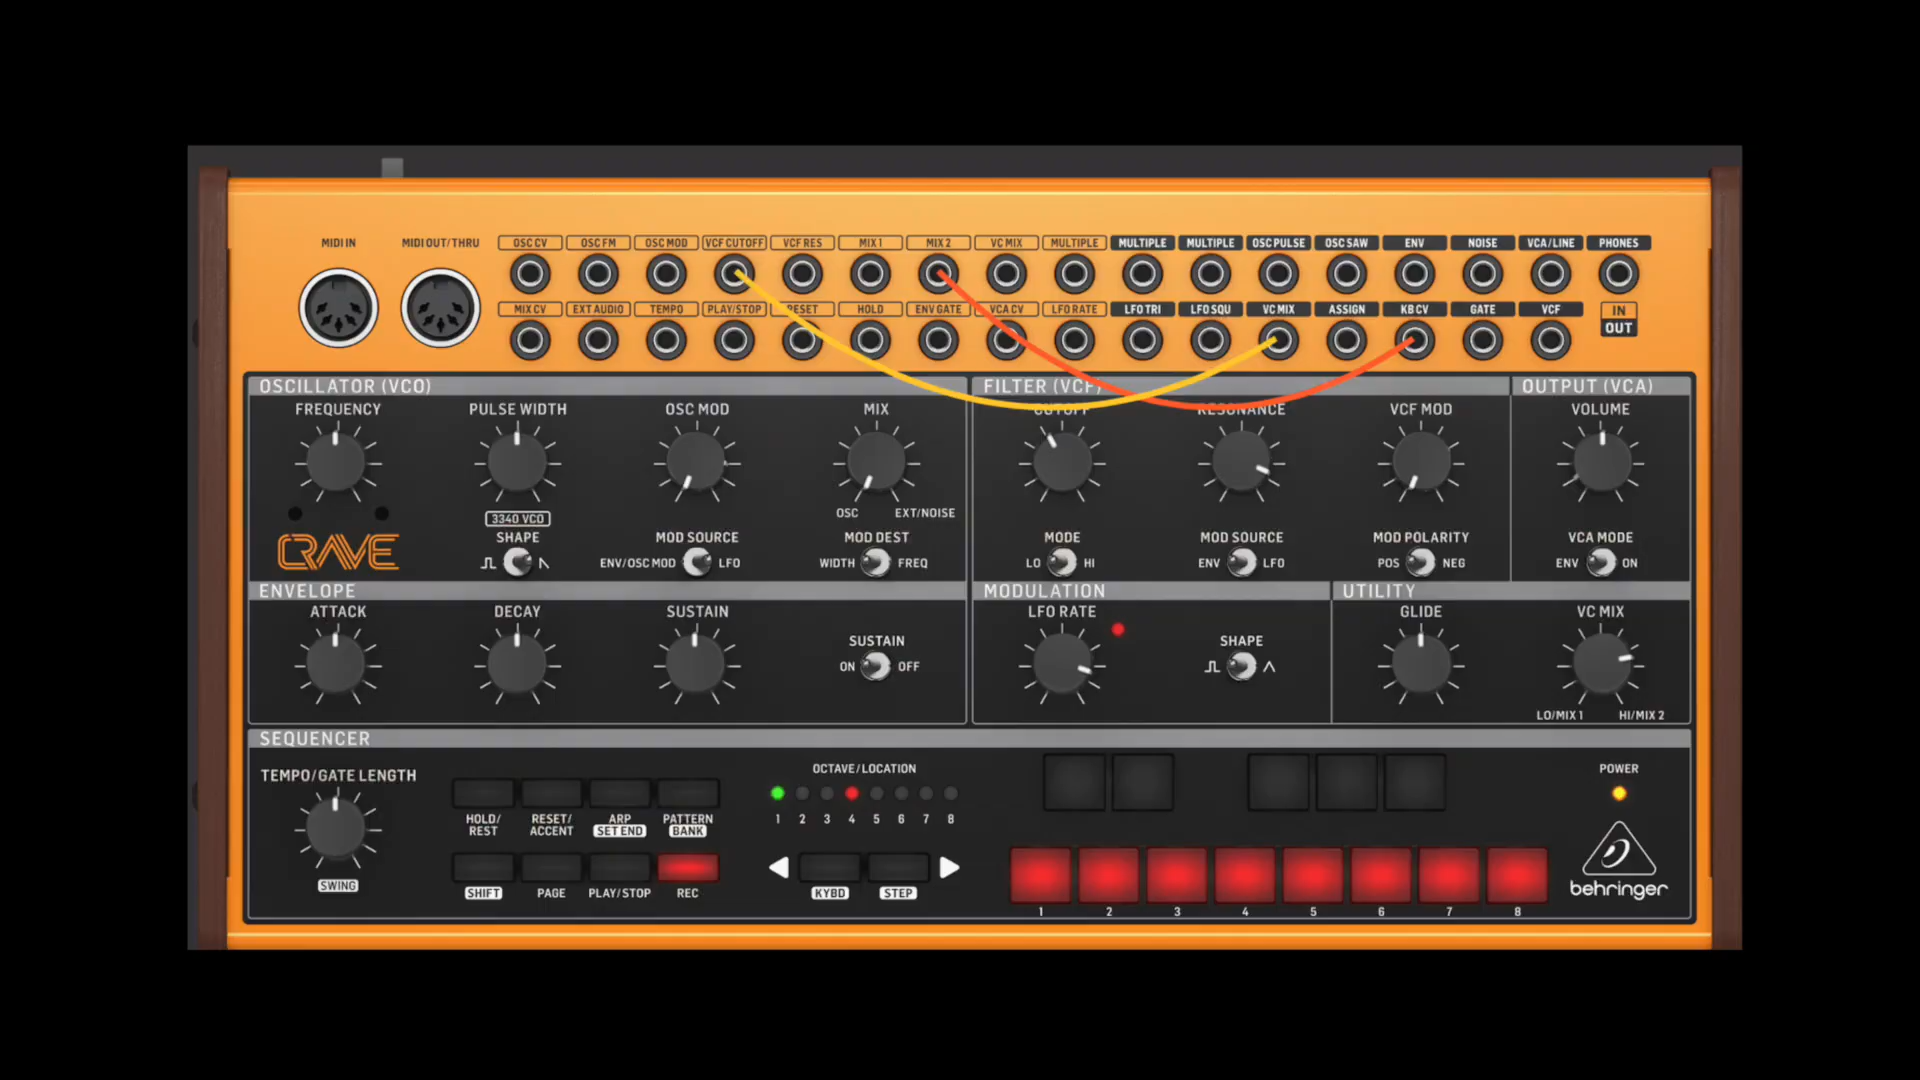 MIDI IN
MIDI OUT/THRU
OSC CV
OSC FM
OSC MOD
VCF CUTOFF
VCF RES
MIX 1
MIX 2
VC MIX
MULTIPLE
MULTIPLE
MULTIPLE
OSC PULSE
OSC SAW
ENV
NOISE
VCA/LINE
PHONES
MIX CV
EXT AUDIO
TEMPO
PLAY/STOP
RESET
HOLD
ENV GATE
VCA CV
LFO RATE
LFO TRI
LFO SQU
VC MIX
ASSIGN
KB CV
GATE
VCF
IN
OUT
OSCILLATOR (VCO)
FREQUENCY
PULSE WIDTH
OSC MOD
MIX
OSC
EXT/NOISE
3340 VCO
CRAVE
SHAPE
MOD SOURCE
ENV/OSC MOD
LFO
MOD DEST
WIDTH
FREQ
FILTER (VCF)
CUTOFF
RESONANCE
VCF MOD
MODE
LO
HI
MOD SOURCE
ENV
LFO
MOD POLARITY
POS
NEG
OUTPUT (VCA)
VOLUME
VCA MODE
ENV
ON
ENVELOPE
ATTACK
DECAY
SUSTAIN
SUSTAIN
ON
OFF
MODULATION
LFO RATE
SHAPE
UTILITY
GLIDE
VC MIX
LO/MIX 1
HI/MIX 2
SEQUENCER
TEMPO/GATE LENGTH
SWING
HOLD/
REST
RESET/
ACCENT
ARP
SET END
PATTERN
BANK
SHIFT
PAGE
PLAY/STOP
REC
OCTAVE/LOCATION
1 2 3 4 5 6 7 8
KYBD
STEP
1 2 3 4 5 6 7 8
POWER
behringer